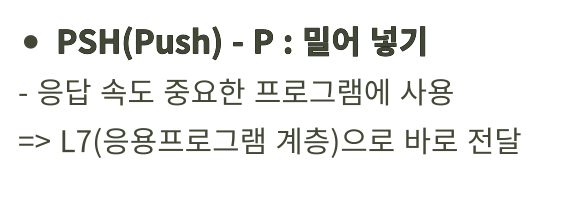 • PSH(Push) - P : 밀어 넣기
- 응답 속도 중요한 프로그램에 사용
=> L7(응용프로그램 계층)으로 바로 전달